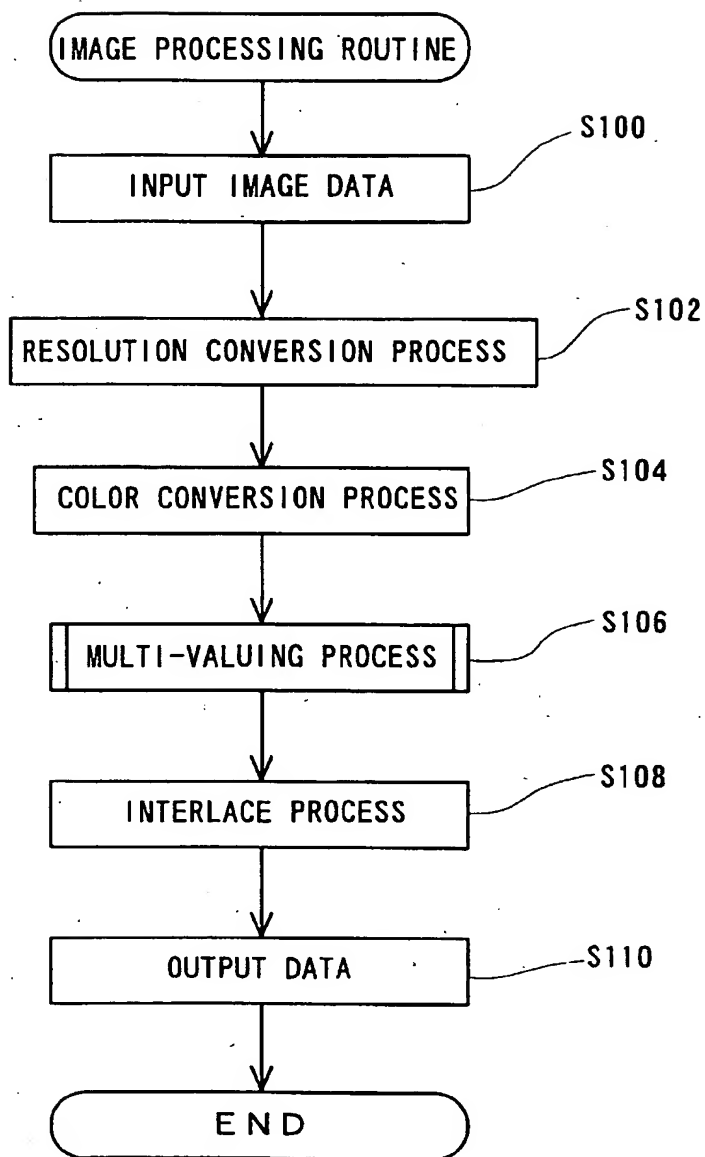 IMAGE PROCESSING ROUTINE
S100
INPUT IMAGE DATA
S102
RESOLUTION CONVERSION PROCESS
S104
COLOR CONVERSION PROCESS
S106
MULTI-VALUING PROCESS
S108
INTERLACE PROCESS
S110
OUTPUT DATA
END